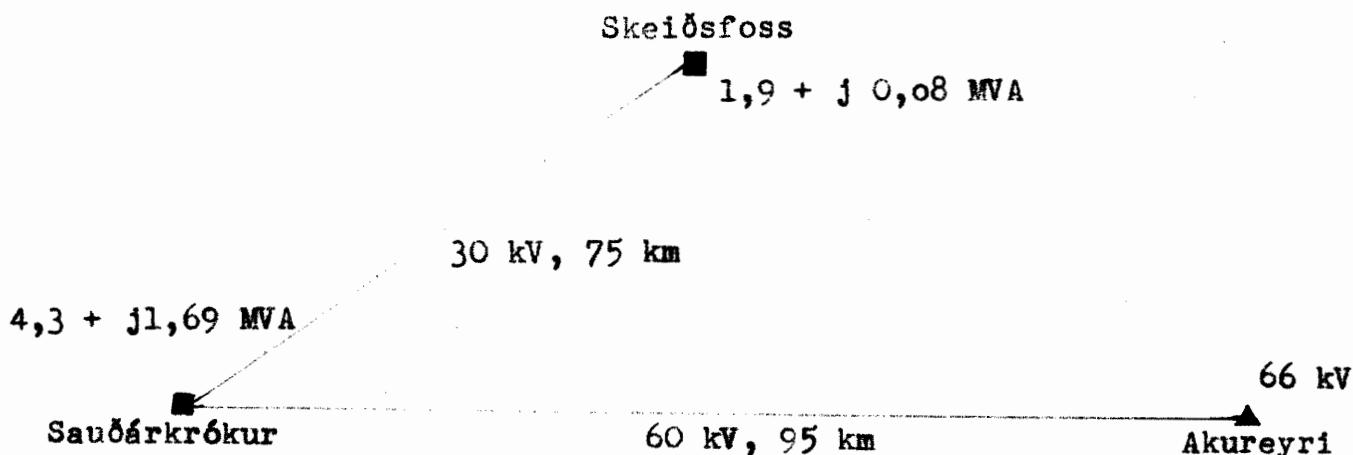 Skeiðsfoss
1,9 + j 0,o8 MVA
30 kV, 75 km
4,3 + j1,69 MVA
66 kV
Sauðárkrókur
60 kV, 95 km
Akureyri